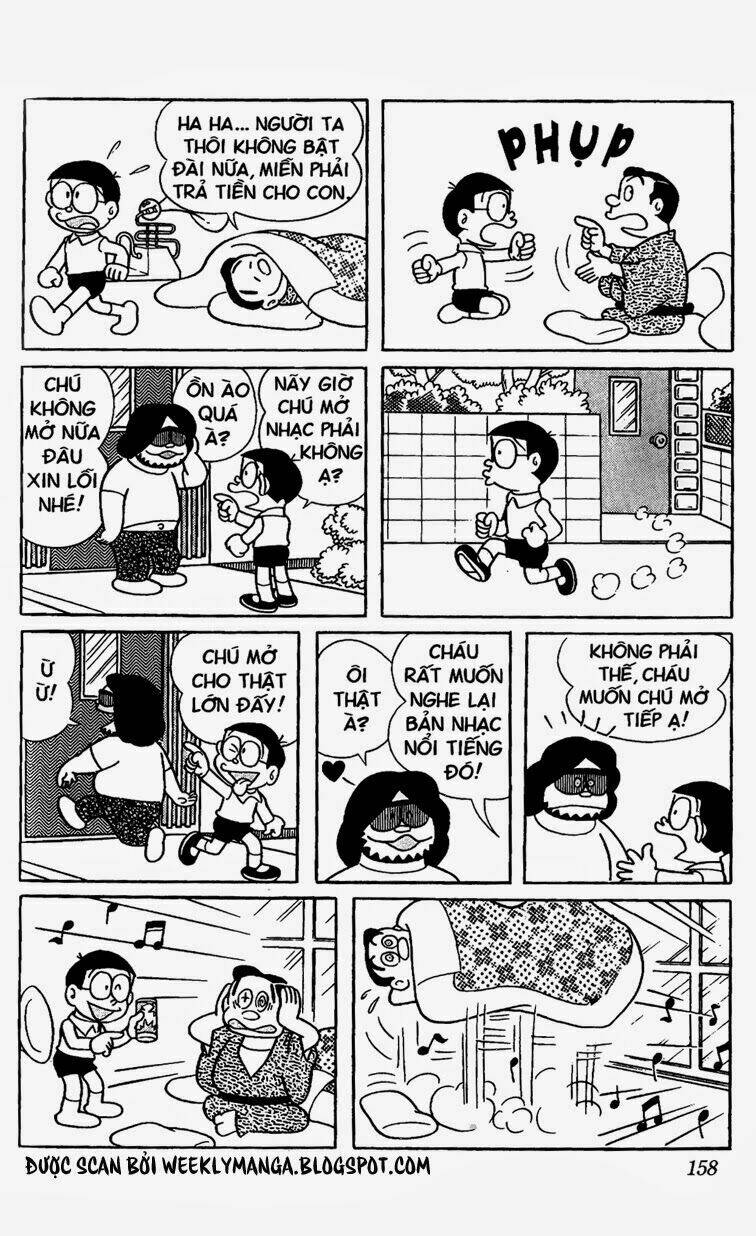 PHỤP
HA HA... NGƯỜI TA
THÔI KHÔNG BẬT
ĐÀI NỮA, MIỄN PHẢI
TRẢ TIỀN CHO CON.
NÃY GIỜ
CHÚ MỞ
NHẠC PHẢI
KHÔNG
Ạ?
ỒN ÀO
QUÁ
À?
CHÚ
KHÔNG
MỞ NỮA
ĐÂU
XIN LỖI
NHÉ!
KHÔNG PHẢI
THẾ, CHÁU
MUỐN CHÚ MỞ
TIẾP Ạ!
CHÁU
RẤT MUỐN
NGHE LẠI
BẢN NHẠC
NỔI TIẾNG
ĐÓ!
ÔI
THẬT
À?
CHÚ MỞ
CHO THẬT
LỚN ĐẤY!
Ừ
Ừ!
ĐƯỢC SCAN BỞI WEEKLYMANGA.BLOGSPOT.COM
158